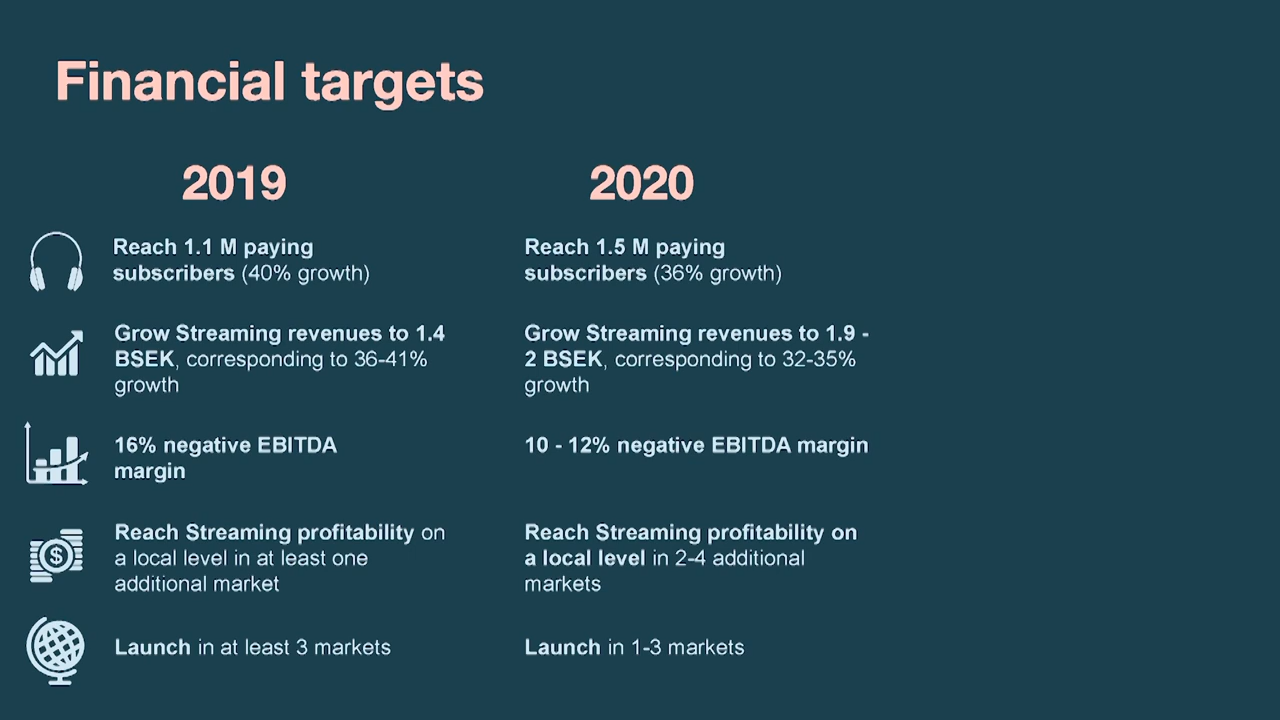 Financial targets
2019
Reach 1.1 M paying
subscribers (40% growth)
Grow Streaming revenues to 1.4
BSEK, corresponding to 36-41%
growth
16% negative EBITDA
margin
Reach Streaming profitability on
a local level in at least one
additional market
Launch in at least 3 markets
2020
Reach 1.5 M paying
subscribers (36% growth)
Grow Streaming revenues to 1.9 -
2 BSEK, corresponding to 32-35%
growth
10 - 12% negative EBITDA margin
Reach Streaming profitability on
a local level in 2-4 additional
markets
Launch in 1-3 markets